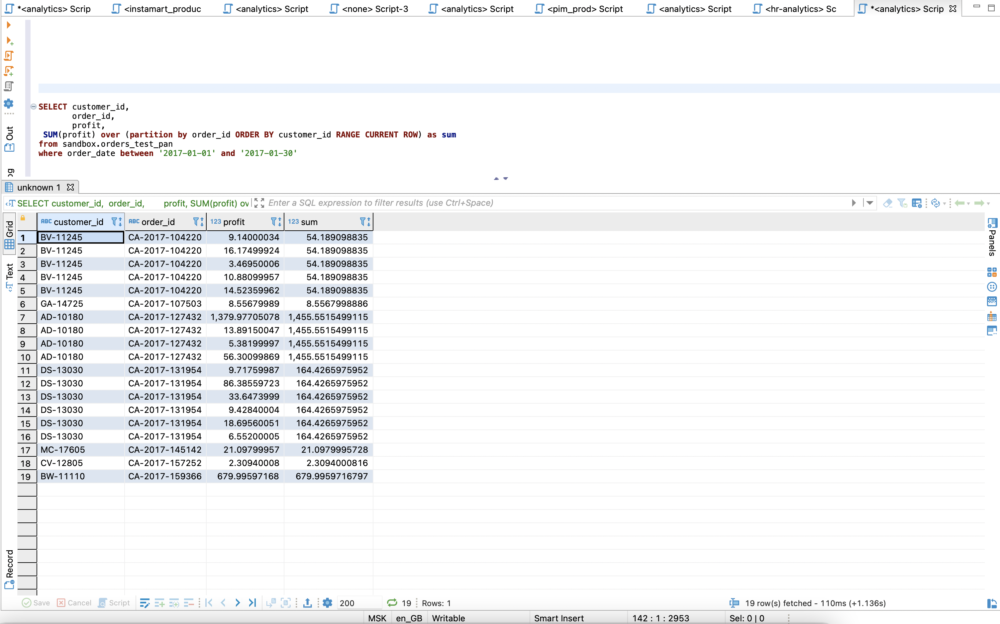 *<analytics> Scrip <instamart_produc <analytics> Script <none> Script-3 <analytics> Script <pim_prod> Script <analytics> Script <hr-analytics> Sc *<analytics> Scrip
SELECT customer_id,
order_id,
profit,
SUM(profit) over (partition by order_id ORDER BY customer_id RANGE CURRENT ROW) as sum
from sandbox.orders_test_pan
where order_date between '2017-01-01' and '2017-01-30'
Out
unknown 1
SELECT customer_id, order_id, profit, SUM(profit) ov Enter a SQL expression to filter results (use Ctrl+Space)
Grid
Text
Record
Panels
ABC customer_id ABC order_id 123 profit 123 sum
1 BV-11245 CA-2017-104220 9.14000034 54.189098835
2 BV-11245 CA-2017-104220 16.17499924 54.189098835
3 BV-11245 CA-2017-104220 3.46950006 54.189098835
4 BV-11245 CA-2017-104220 10.88099957 54.189098835
5 BV-11245 CA-2017-104220 14.52359962 54.189098835
6 GA-14725 CA-2017-107503 8.55679989 8.5567998886
7 AD-10180 CA-2017-127432 1,379.97705078 1,455.5515499115
8 AD-10180 CA-2017-127432 13.89150047 1,455.5515499115
9 AD-10180 CA-2017-127432 5.38199997 1,455.5515499115
10 AD-10180 CA-2017-127432 56.30099869 1,455.5515499115
11 DS-13030 CA-2017-131954 9.71759987 164.4265975952
12 DS-13030 CA-2017-131954 86.38559723 164.4265975952
13 DS-13030 CA-2017-131954 33.6473999 164.4265975952
14 DS-13030 CA-2017-131954 9.42840004 164.4265975952
15 DS-13030 CA-2017-131954 18.69560051 164.4265975952
16 DS-13030 CA-2017-131954 6.55200005 164.4265975952
17 MC-17605 CA-2017-145142 21.09799957 21.0979995728
18 CV-12805 CA-2017-157252 2.30940008 2.3094000816
19 BW-11110 CA-2017-159366 679.99597168 679.9959716797
Save Cancel Script 200 19 Rows: 1 19 row(s) fetched - 110ms (+1.136s)
MSK en_GB Writable Smart Insert 142 : 1 : 2953 Sel: 0 | 0